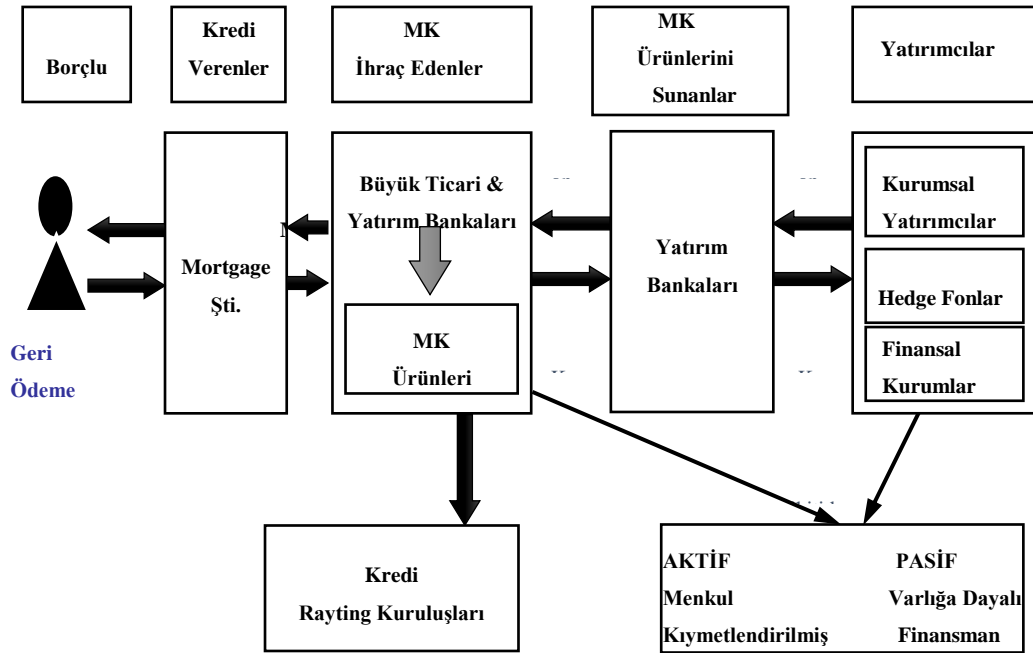 Borçlu
Kredi
Verenler
MK
İhraç Edenler
MK
Ürünlerini
Sunanlar
Yatırımcılar
Geri
Ödeme
Mortgage
Şti.
Büyük Ticari &
Yatırım Bankaları
MK
Ürünleri
Yatırım
Bankaları
Kurumsal
Yatırımcılar
Hedge Fonlar
Finansal
Kurumlar
Kredi
Rayting Kuruluşları
AKTİF PASİF
Menkul Varlığa Dayalı
Kıymetlendirilmiş Finansman